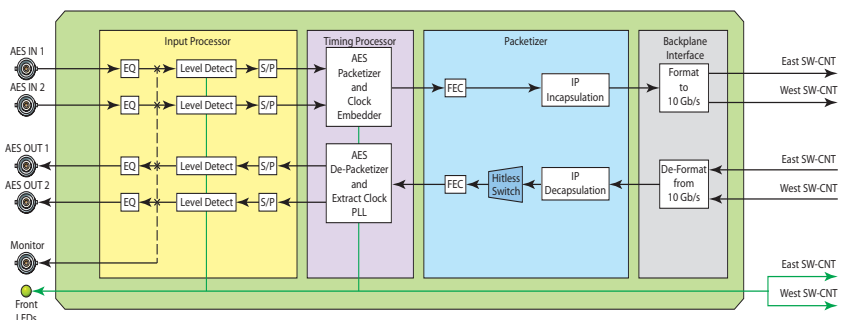 Input Processor
Timing Processor
Packetizer
Backplane
Interface
AES IN 1
EQ
Level Detect
S/P
AES
Packetizer
and
Clock
Embedder
FEC
IP
Incapsulation
Format
to
10 Gb/s
East SW-CNT
West SW-CNT
AES IN 2
EQ
Level Detect
S/P
AES OUT 1
EQ
Level Detect
S/P
AES
De-Packetizer
and
Extract Clock
PLL
FEC
Hitless
Switch
IP
Decapsulation
De-Format
from
10 Gb/s
East SW-CNT
West SW-CNT
AES OUT 2
EQ
Level Detect
S/P
Monitor
East SW-CNT
West SW-CNT
Front
LEDs